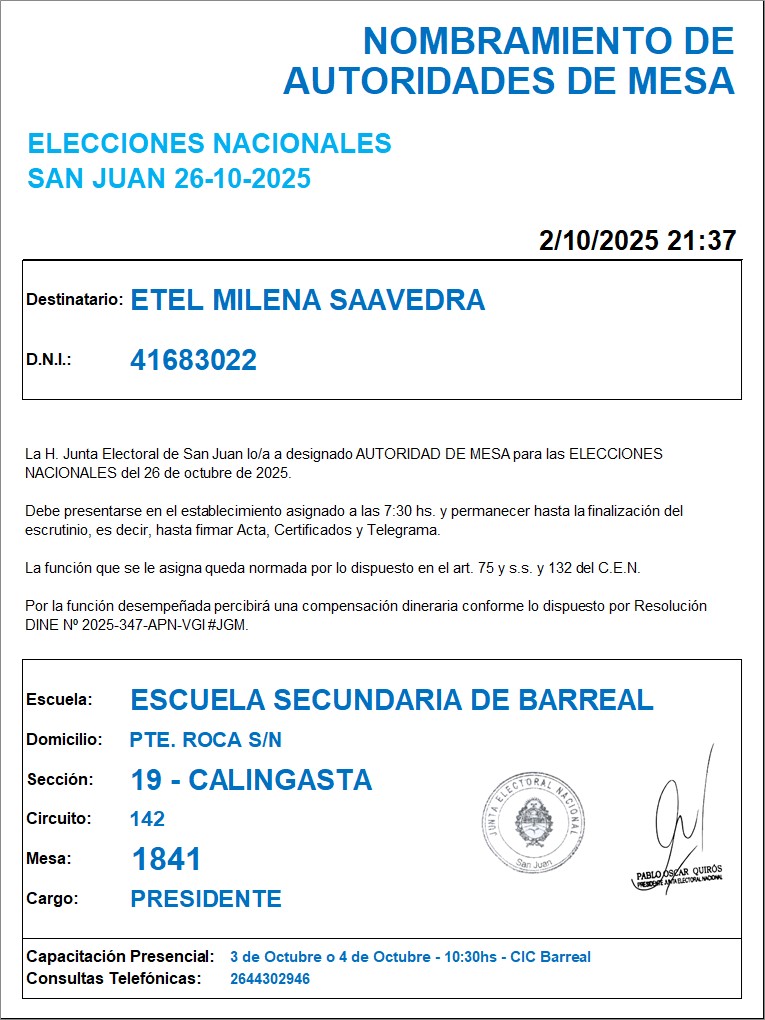 NOMBRAMIENTO DE
AUTORIDADES DE MESA
ELECCIONES NACIONALES
SAN JUAN 26-10-2025
2/10/2025 21:37
Destinatario: ETEL MILENA SAAVEDRA
D.N.I.: 41683022
La H. Junta Electoral de San Juan lo/a a designado AUTORIDAD DE MESA para las ELECCIONES
NACIONALES del 26 de octubre de 2025.
Debe presentarse en el establecimiento asignado a las 7:30 hs. y permanecer hasta la finalización del
escrutinio, es decir, hasta firmar Acta, Certificados y Telegrama.
La función que se le asigna queda normada por lo dispuesto en el art. 75 y s.s. y 132 del C.E.N.
Por la función desempeñada percibirá una compensación dineraria conforme lo dispuesto por Resolución
DINE Nº 2025-347-APN-VGI#JGM.
Escuela: ESCUELA SECUNDARIA DE BARREAL
Domicilio: PTE. ROCA S/N
Sección: 19 - CALINGASTA
Circuito: 142
Mesa: 1841
Cargo: PRESIDENTE
JUNTA ELECTORAL NACIONAL
San Juan
PABLO OSCAR QUIRÓS
PRESIDENTE JUNTA ELECTORAL NACIONAL
Capacitación Presencial: 3 de Octubre o 4 de Octubre - 10:30hs - CIC Barreal
Consultas Telefónicas: 2644302946